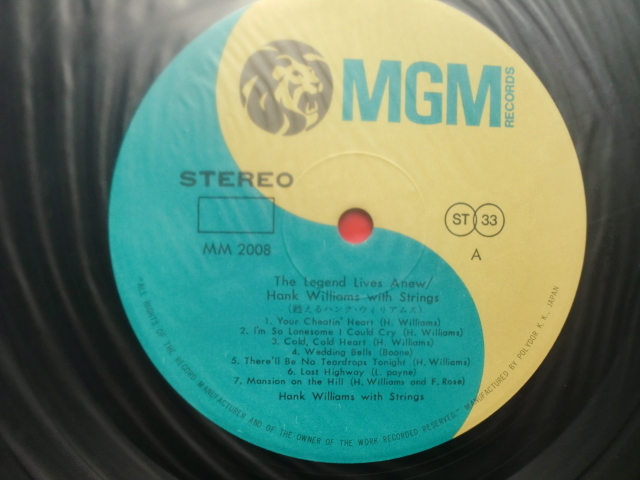 MGM
RECORDS
STEREO
ST 33
MM 2008
A
The Legend Lives Anew/
Hank Williams with Strings
(甦えるハンク・ウィリアムス)
1. Your Cheatin' Heart (H. Williams)
2. I'm So Lonesome I Could Cry (H. Williams)
3. Cold, Cold Heart (H. Williams)
4. Wedding Bells (Boone)
5. There'll Be No Teardrops Tonight (H. Williams)
6. Lost Highway (L. payne)
7. Mansion on the Hill (H. Williams and F. Rose)
Hank Williams with Strings
"ALL RIGHTS OF THE RECORD MANUFACTURER AND OF THE OWNER OF THE WORK RECORDED RESERVED." MANUFACTURED BY POLYDOR K. K., JAPAN